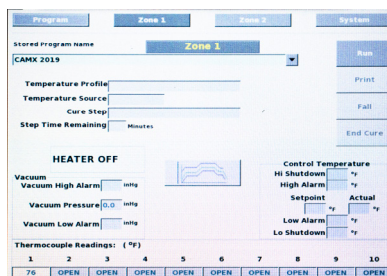 Program Zone 1 Zone 2 System
Stored Program Name Zone 1
CAMX 2019
Run
Temperature Profile
Print
Temperature Source
Cure Step
Fall
Step Time Remaining Minutes
End Cure
HEATER OFF
Control Temperature
Vacuum
Hi Shutdown °F
Vacuum High Alarm inHg
High Alarm °F
Setpoint Actual
Vacuum Pressure 0.0 inHg
°F °F
Vacuum Low Alarm inHg
Low Alarm °F
Lo Shutdown °F
Thermocouple Readings: (°F)
1 2 3 4 5 6 7 8 9 10
76 OPEN OPEN OPEN OPEN OPEN OPEN OPEN OPEN OPEN